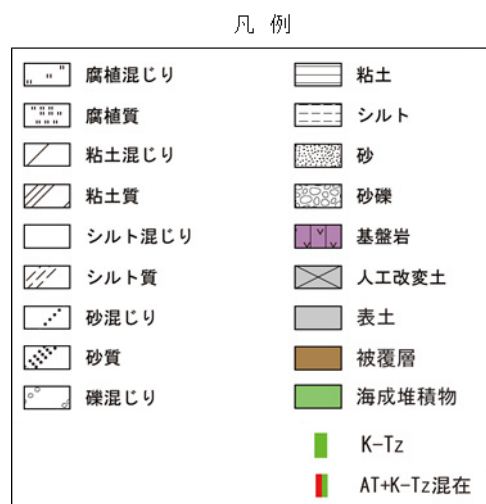 凡 例
腐植混じり
腐植質
粘土混じり
粘土質
シルト混じり
シルト質
砂混じり
砂質
礫混じり
粘土
シルト
砂
砂礫
基盤岩
人工改変土
表土
被覆層
海成堆積物
K-Tz
AT+K-Tz混在